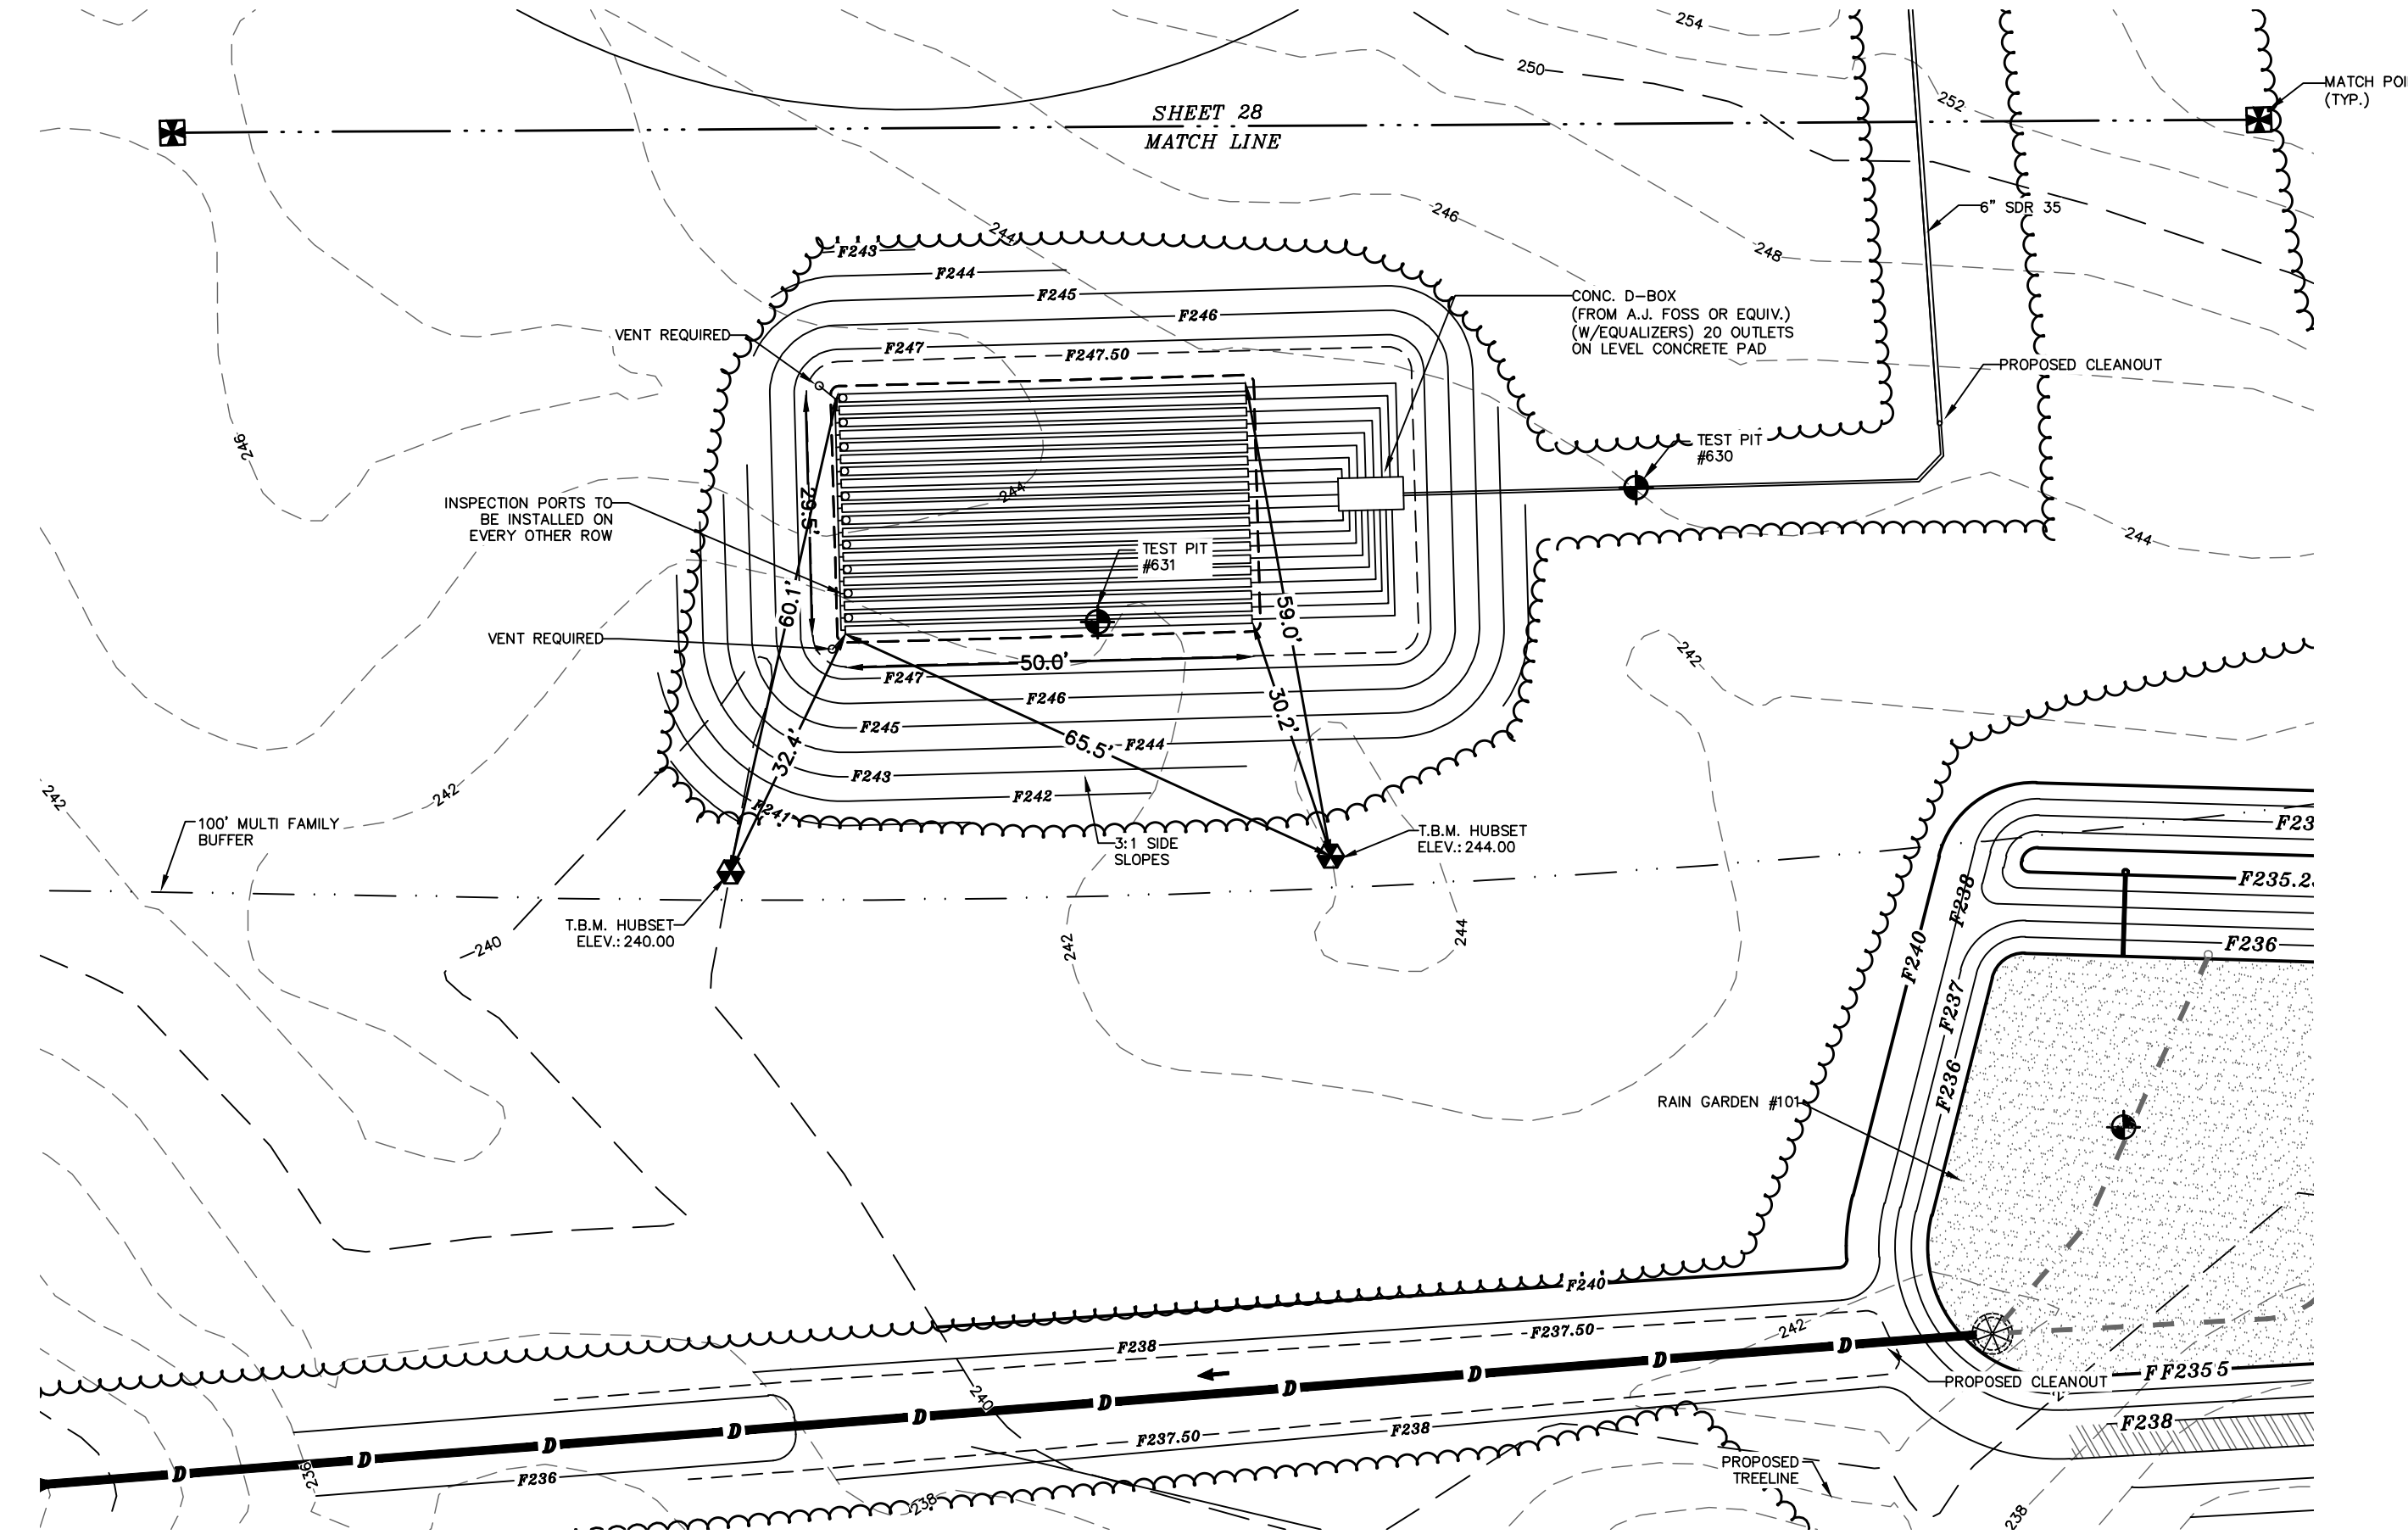 254
250
252
MATCH POI
(TYP.)
SHEET 28
MATCH LINE
6" SDR 35
246
244
248
F243
F244
F245
F246
F247
F247.50
VENT REQUIRED
CONC. D-BOX
(FROM A.J. FOSS OR EQUIV.)
(W/EQUALIZERS) 20 OUTLETS
ON LEVEL CONCRETE PAD
PROPOSED CLEANOUT
246
TEST PIT
#630
244
29.5'
INSPECTION PORTS TO
BE INSTALLED ON
EVERY OTHER ROW
TEST PIT
#631
244
60.1'
59.0'
VENT REQUIRED
50.0'
242
F247
F246
30.2'
F245
65.5'
F244
32.4'
F243
F242
F241
242
242
100' MULTI FAMILY
BUFFER
3:1 SIDE
SLOPES
T.B.M. HUBSET
ELEV.: 244.00
F23
F235.2
F238
T.B.M. HUBSET
ELEV.: 240.00
240
242
244
F240
F236
F237
F236
RAIN GARDEN #101
F240
F237.50
242
F238
D D D D D D D D D D
PROPOSED CLEANOUT
FF2355
240
F238
F238
F237.50
F236
236
238
PROPOSED
TREELINE
238